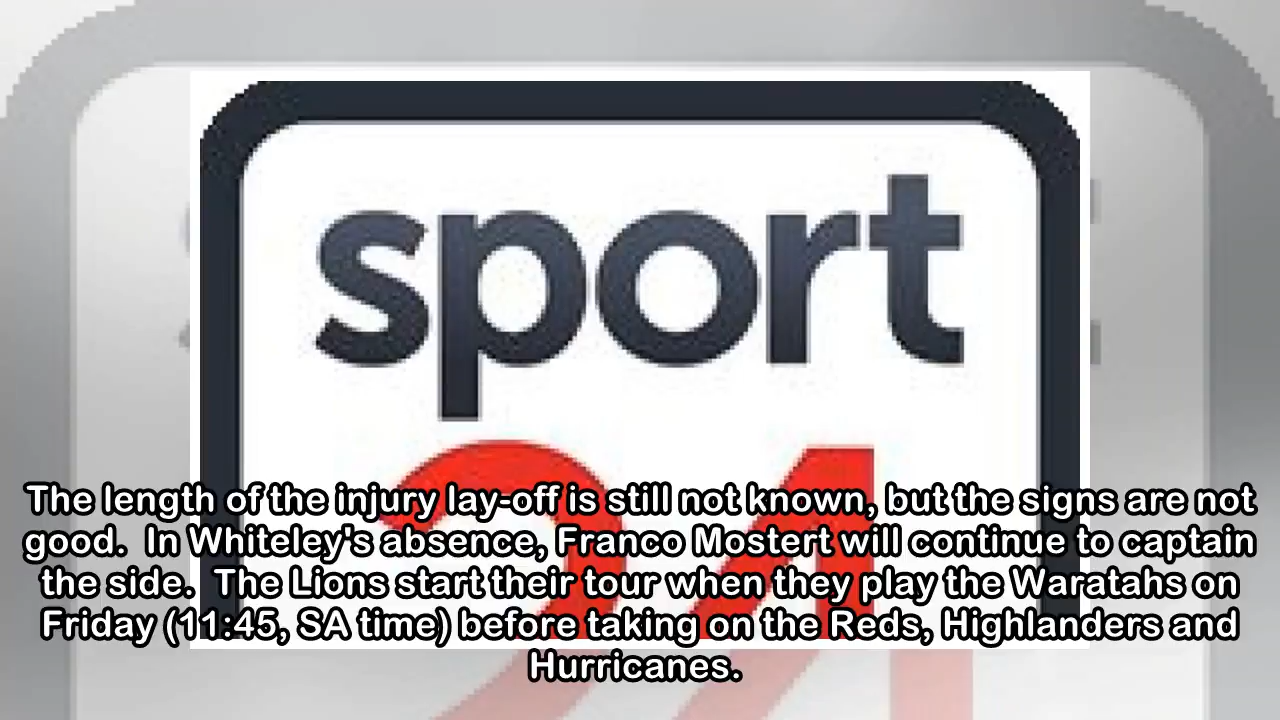 sport
24
The length of the injury lay-off is still not known, but the signs are not
good. In Whiteley's absence, Franco Mostert will continue to captain
the side. The Lions start their tour when they play the Waratahs on
Friday (11:45, SA time) before taking on the Reds, Highlanders and
Hurricanes.